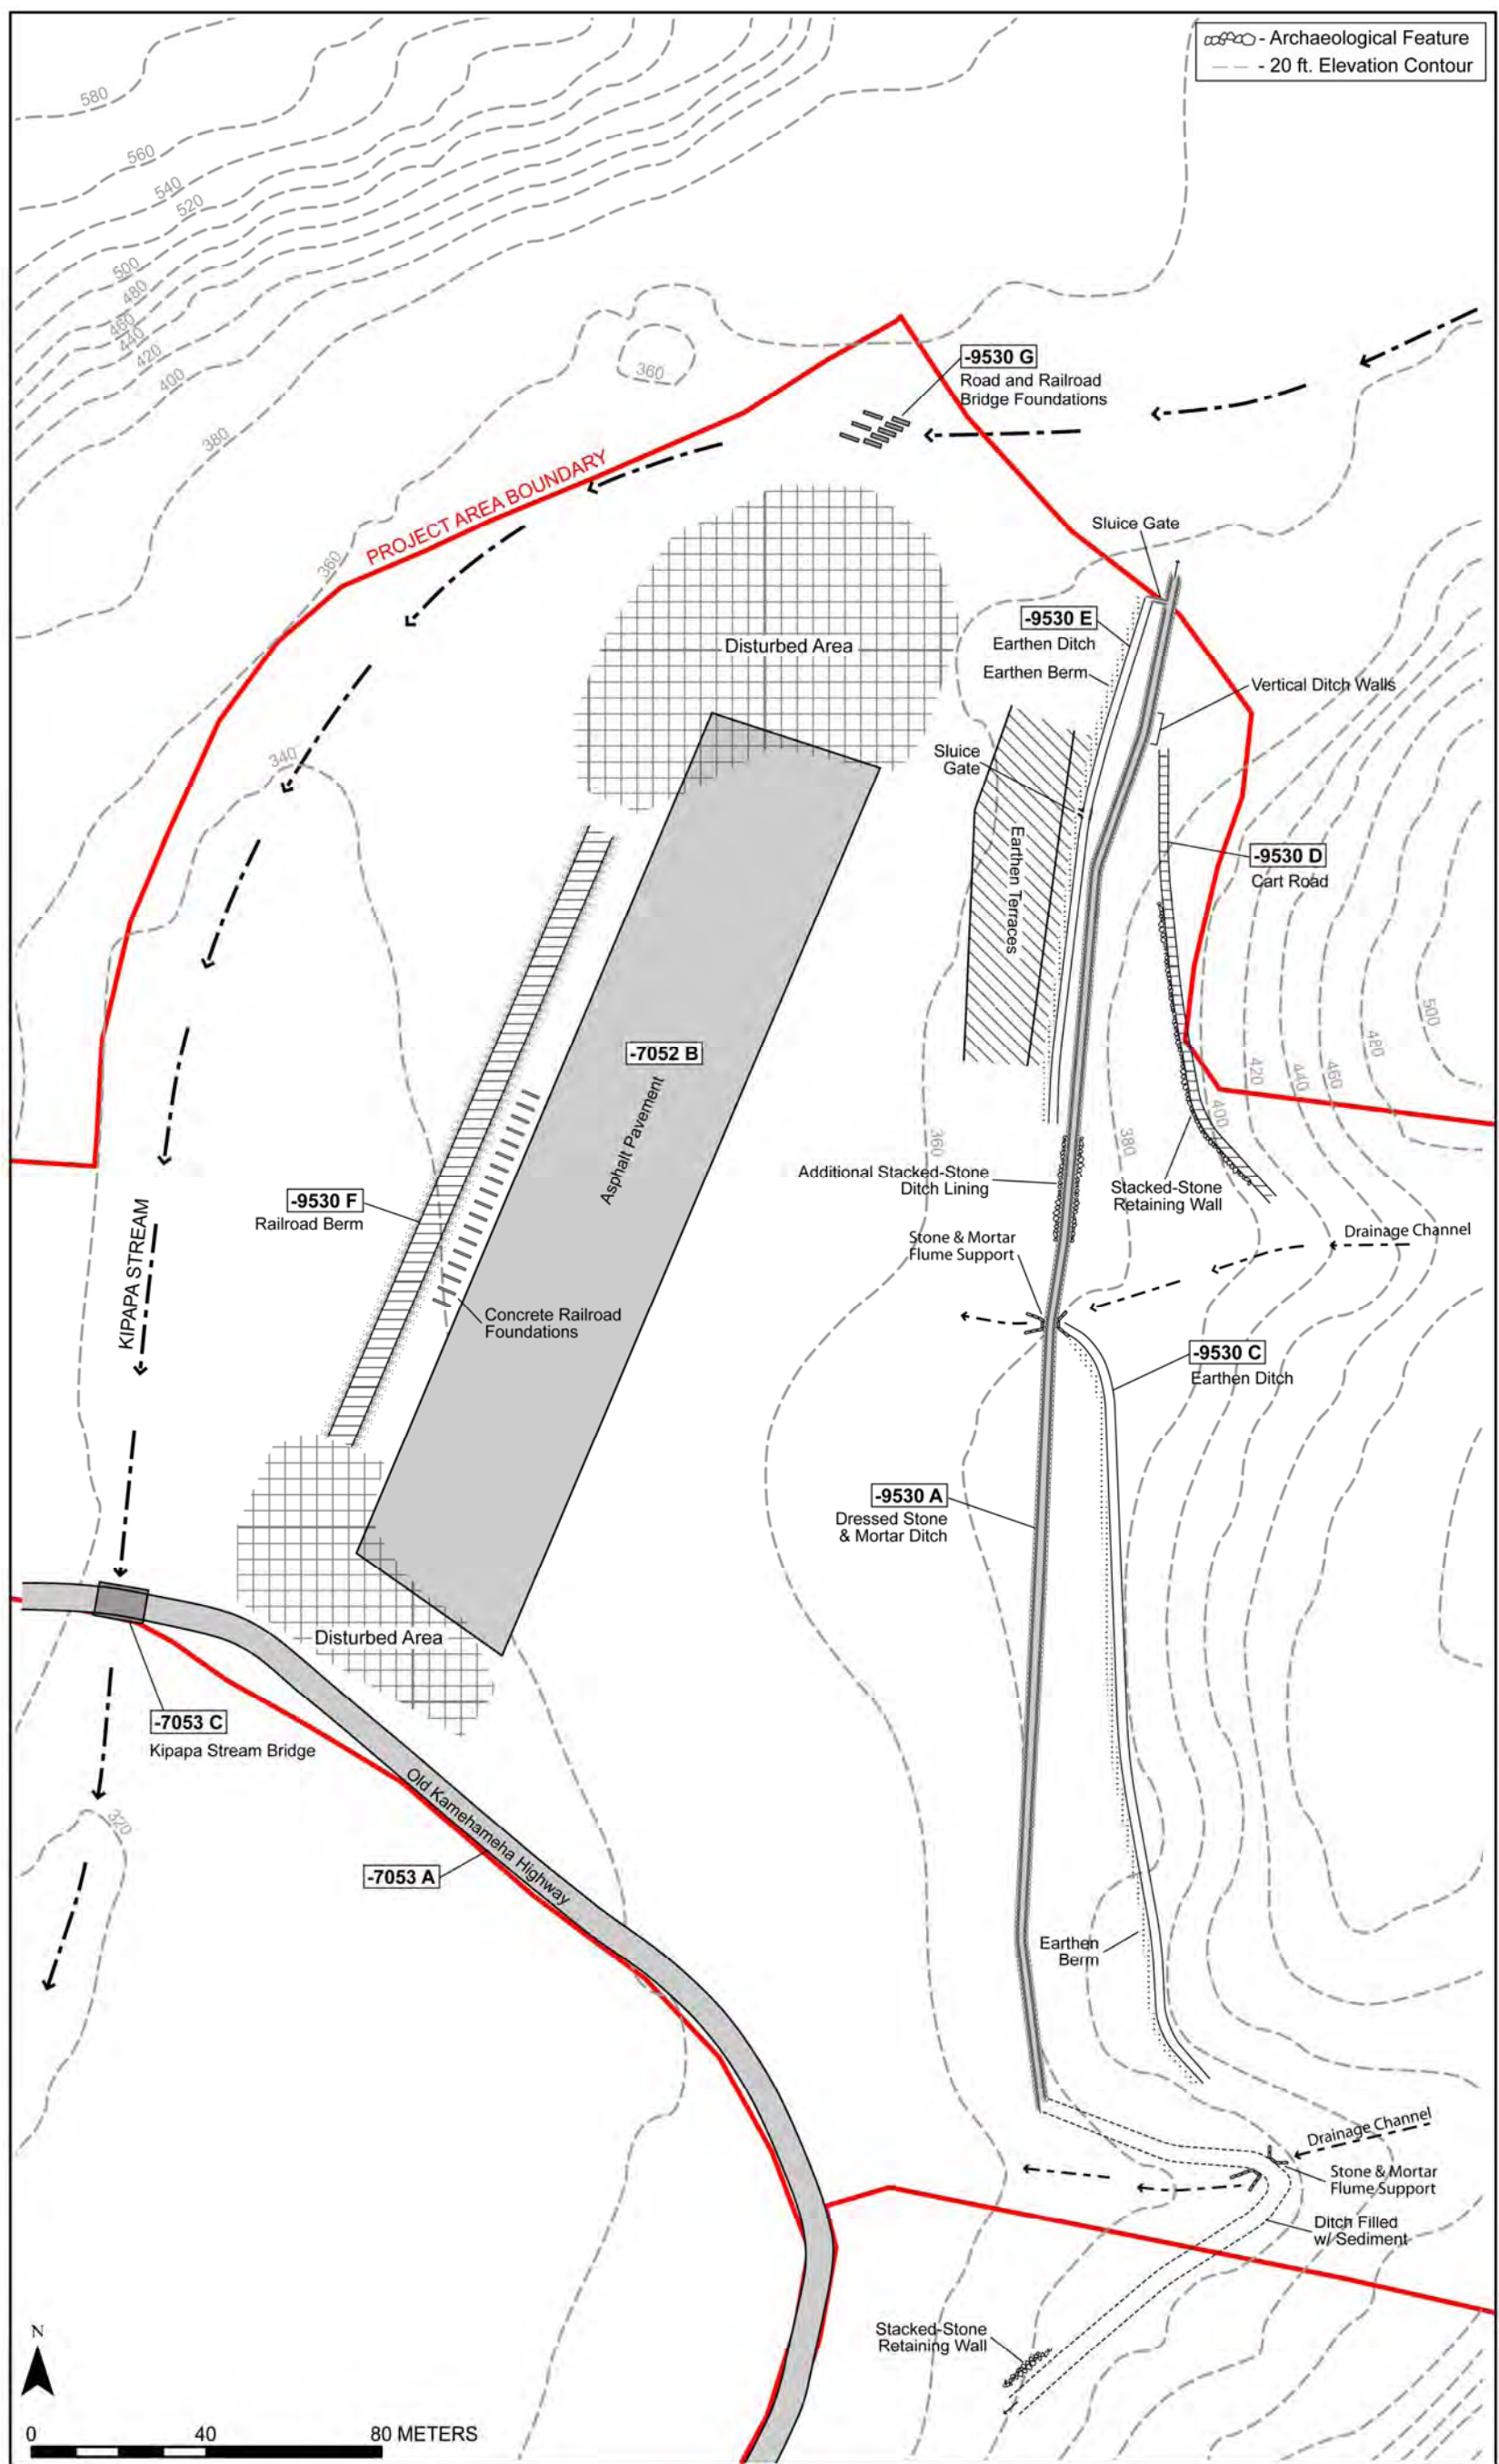 - Archaeological Feature
- 20 ft. Elevation Contour
580
560
540
520
500
480
460
440
420
400
380
360
-9530 G
Road and Railroad
Bridge Foundations
PROJECT AREA BOUNDARY
360
Sluice Gate
-9530 E
Earthen Ditch
Earthen Berm
Disturbed Area
Vertical Ditch Walls
340
Sluice
Gate
Earthen Terraces
-9530 D
Cart Road
-7052 B
Asphalt Pavement
500
480
460
440
420
400
380
360
Additional Stacked-Stone
Ditch Lining
Stacked-Stone
Retaining Wall
-9530 F
Railroad Berm
KIPAPA STREAM
Stone & Mortar
Flume Support
Drainage Channel
Concrete Railroad
Foundations
-9530 C
Earthen Ditch
-9530 A
Dressed Stone
& Mortar Ditch
Disturbed Area
-7053 C
Kipapa Stream Bridge
Old Kamehameha Highway
320
-7053 A
Earthen
Berm
Drainage Channel
Stone & Mortar
Flume Support
Ditch Filled
w/ Sediment
Stacked-Stone
Retaining Wall
N
0 40 80 METERS